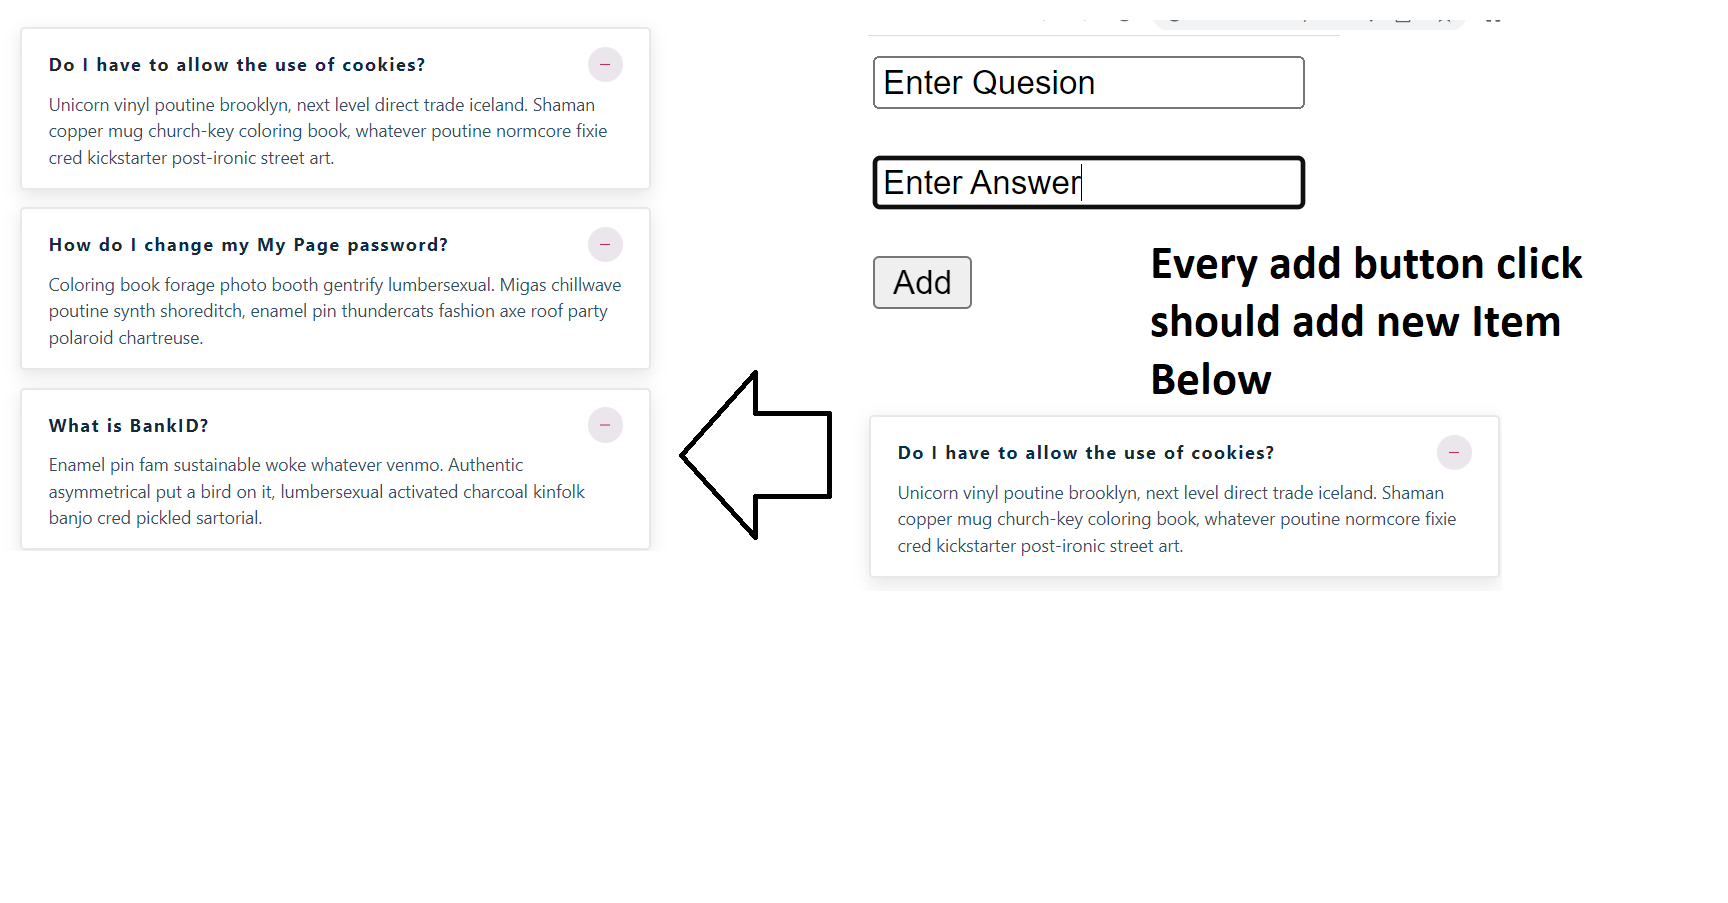 Do I have to allow the use of cookies?
Unicorn vinyl poutine brooklyn, next level direct trade iceland. Shaman
copper mug church-key coloring book, whatever poutine normcore fixie
cred kickstarter post-ironic street art.
How do I change my My Page password?
Coloring book forage photo booth gentrify lumbersexual. Migas chillwave
poutine synth shoreditch, enamel pin thundercats fashion axe roof party
polaroid chartreuse.
What is BankID?
Enamel pin fam sustainable woke whatever venmo. Authentic
asymmetrical put a bird on it, lumbersexual activated charcoal kinfolk
banjo cred pickled sartorial.
Enter Quesion
Enter Answer
Add
Every add button click
should add new Item
Below
Do I have to allow the use of cookies?
Unicorn vinyl poutine brooklyn, next level direct trade iceland. Shaman
copper mug church-key coloring book, whatever poutine normcore fixie
cred kickstarter post-ironic street art.